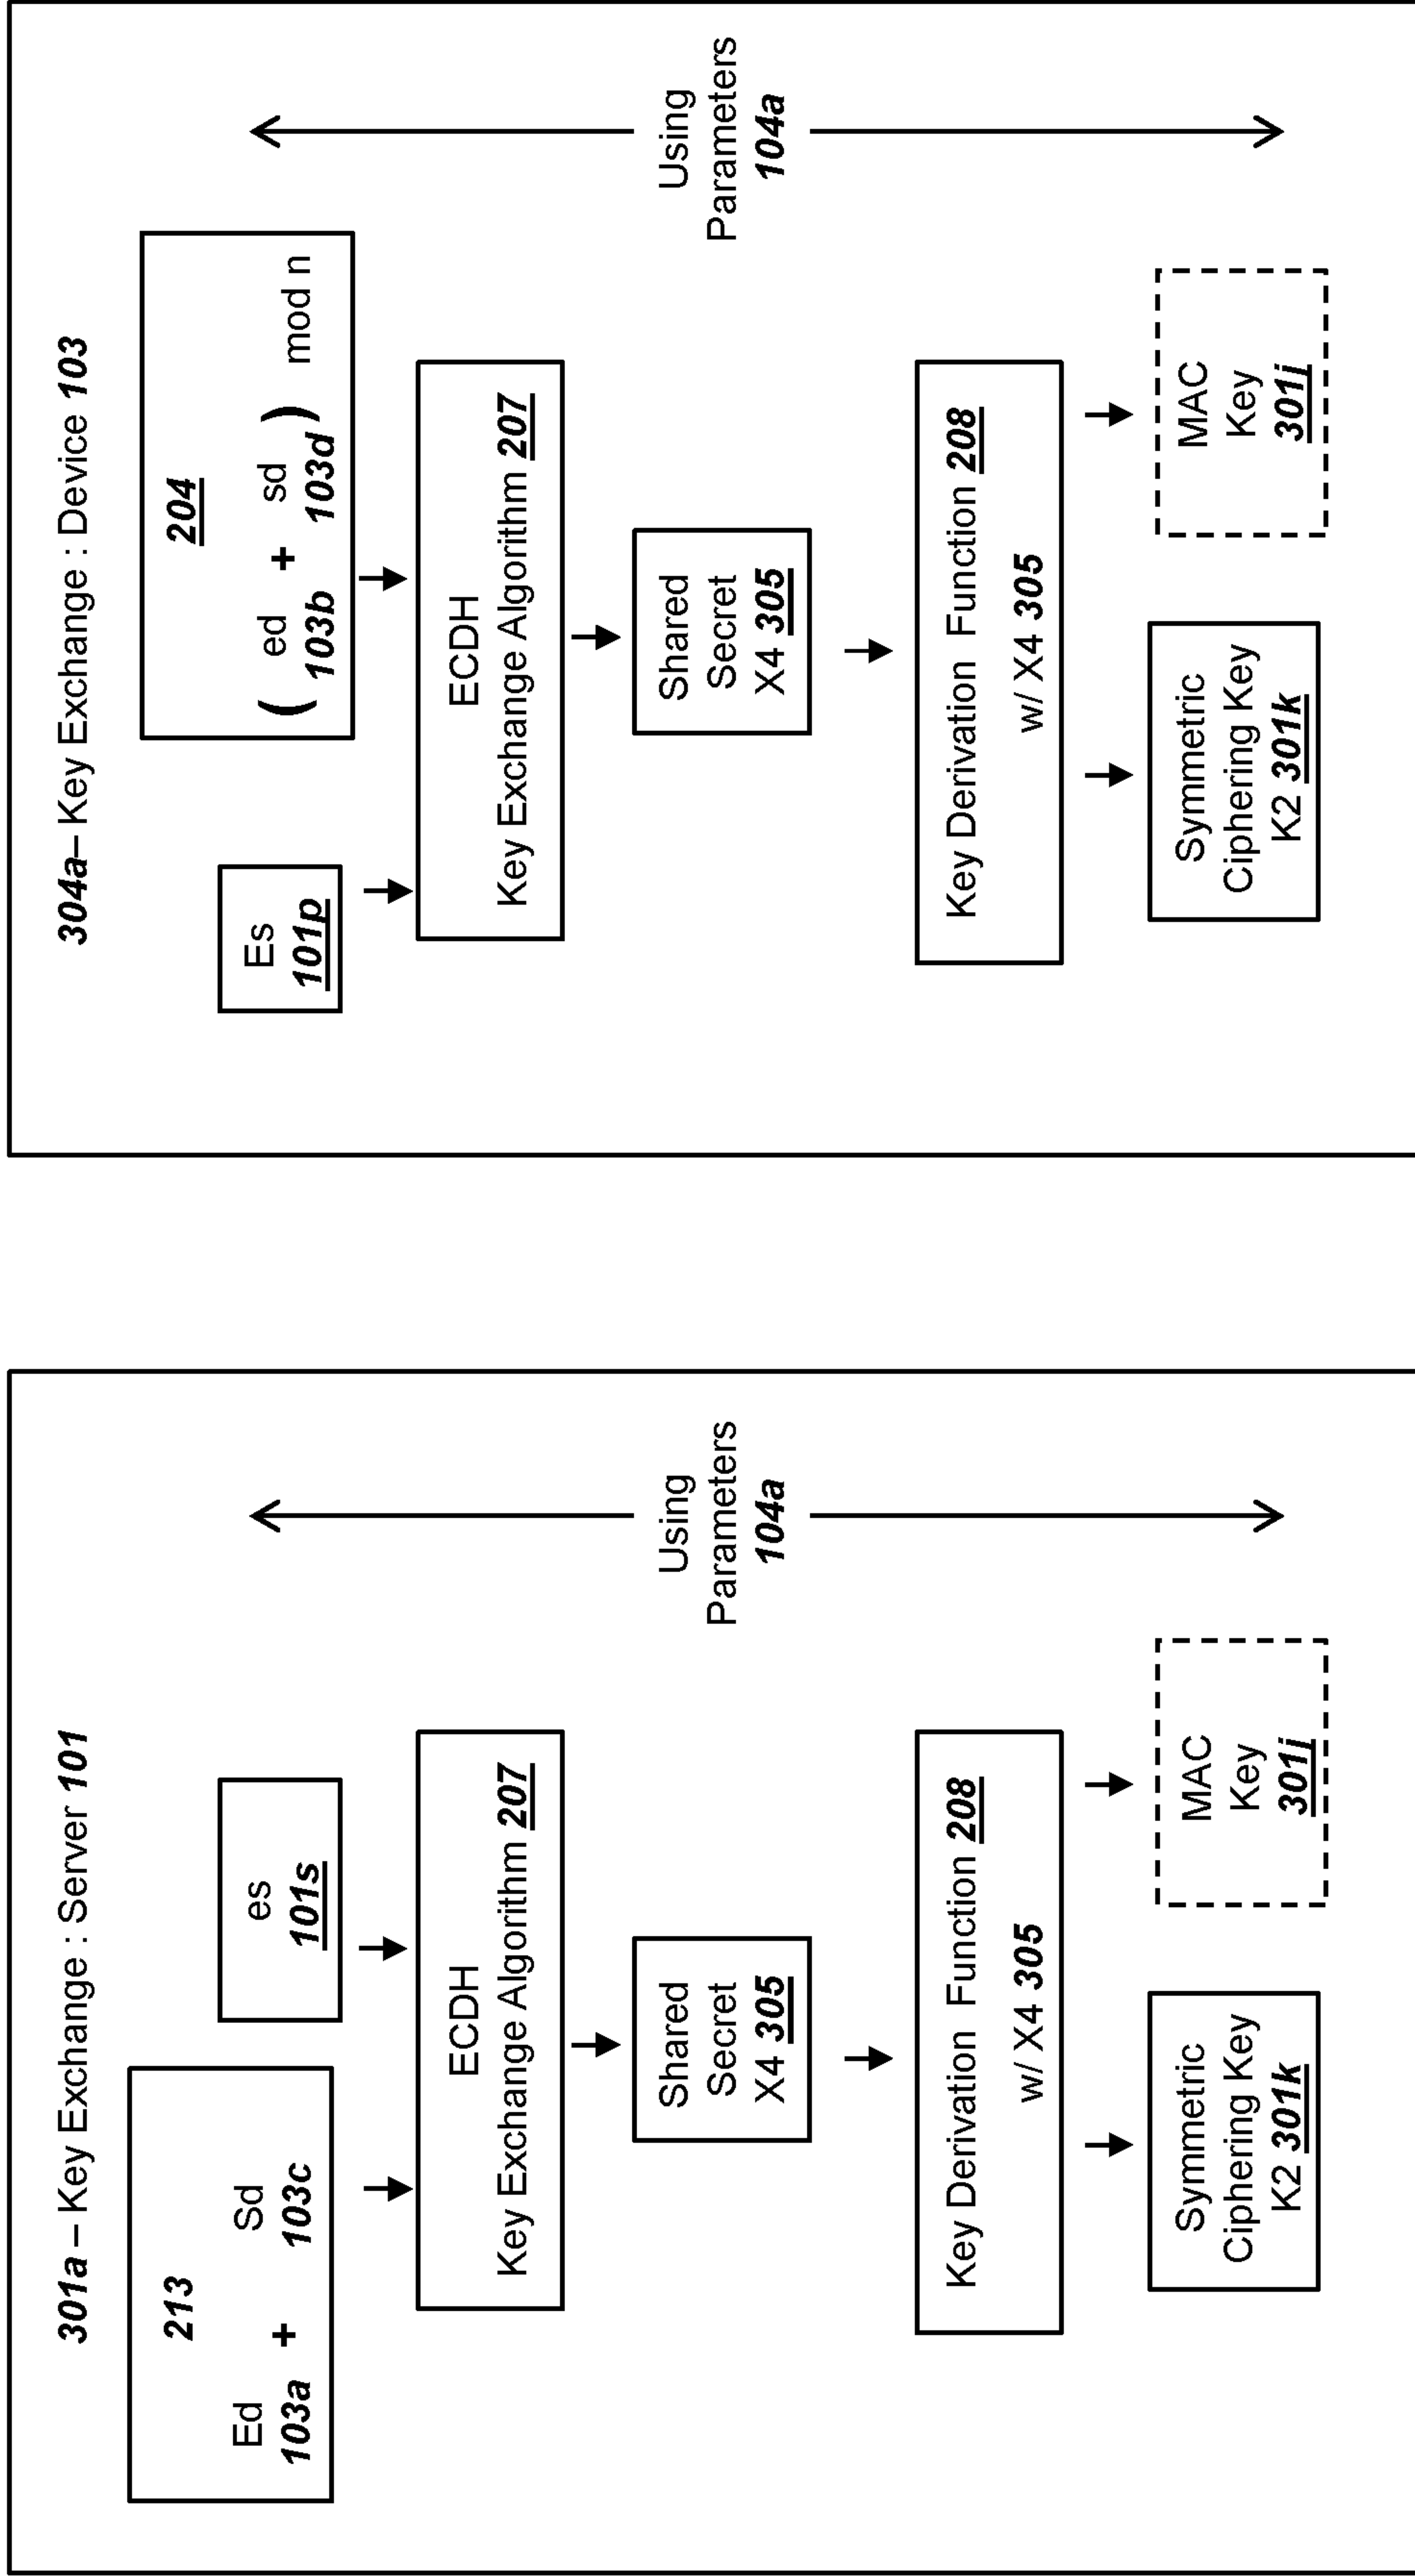 301a – Key Exchange : Server 101
213
Ed + Sd
103a 103c
es
101s
ECDH
Key Exchange Algorithm 207
Shared
Secret
X4 305
Key Derivation Function 208
w/ X4 305
Symmetric
Ciphering Key
K2 301k
MAC
Key
301j
Using
Parameters
104a
304a– Key Exchange : Device 103
Es
101p
204
( ed + sd ) mod n
103b 103d
ECDH
Key Exchange Algorithm 207
Shared
Secret
X4 305
Key Derivation Function 208
w/ X4 305
Symmetric
Ciphering Key
K2 301k
MAC
Key
301j
Using
Parameters
104a